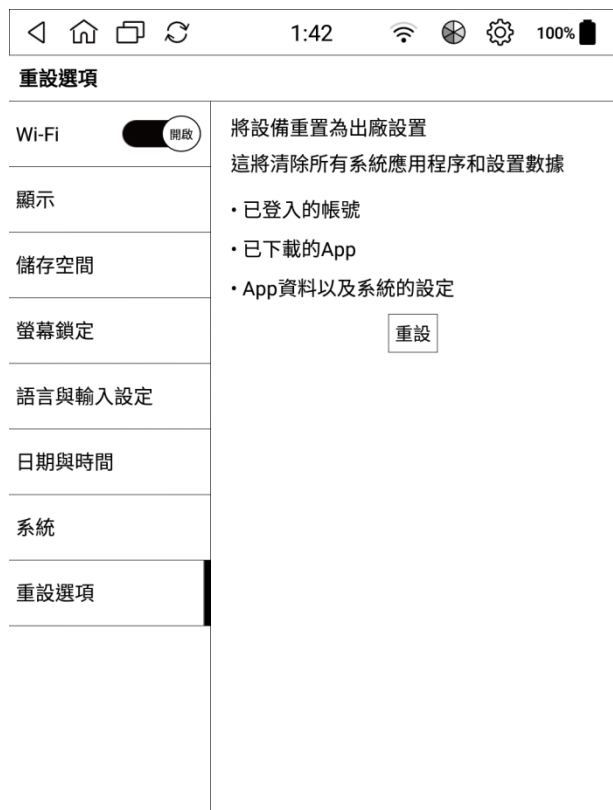 1:42
100%
重設選項
Wi-Fi
開啟
顯示
儲存空間
螢幕鎖定
語言與輸入設定
日期與時間
系統
重設選項
將設備重置為出廠設置
這將清除所有系統應用程序和設置數據
•已登入的帳號
•已下載的App
•App資料以及系統的設定
重設